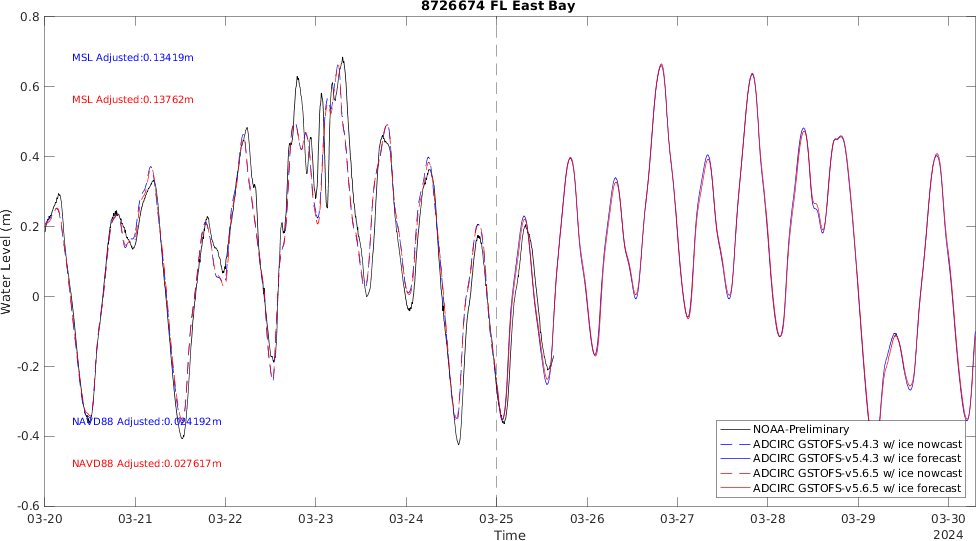 8726674 FL East Bay
0.8
0.6
0.4
0.2
0
-0.2
-0.4
-0.6
Water Level (m)
MSL Adjusted:0.13419m
MSL Adjusted:0.13762m
NAVD88 Adjusted:0.024192m
NAVD88 Adjusted:0.027617m
NOAA-Preliminary
ADCIRC GSTOFS-v5.4.3 w/ ice nowcast
ADCIRC GSTOFS-v5.4.3 w/ ice forecast
ADCIRC GSTOFS-v5.6.5 w/ ice nowcast
ADCIRC GSTOFS-v5.6.5 w/ ice forecast
03-20 03-21 03-22 03-23 03-24 03-25 03-26 03-27 03-28 03-29 03-30
2024
Time